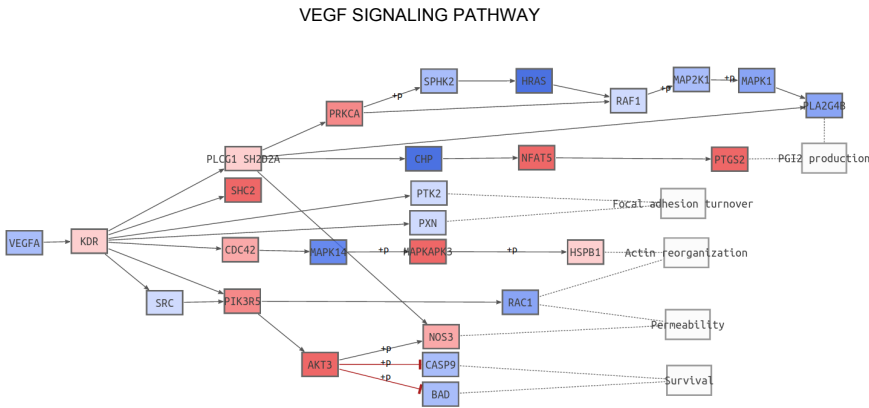 VEGF SIGNALING PATHWAY
SPHK2
HRAS
MAP2K1
+p
MAPK1
+p
+p
RAF1
PLA2G4B
PRKCA
PLCG1 SH2D2A
CHP
NFAT5
PTGS2
PGI2 production
SHC2
PTK2
Focal adhesion turnover
PXN
VEGFA
KDR
CDC42
MAPK14
+p
MAPKAPK3
+p
HSPB1
Actin reorganization
SRC
PIK3R5
RAC1
Permeability
NOS3
+p
AKT3
+p
CASP9
+p
BAD
Survival